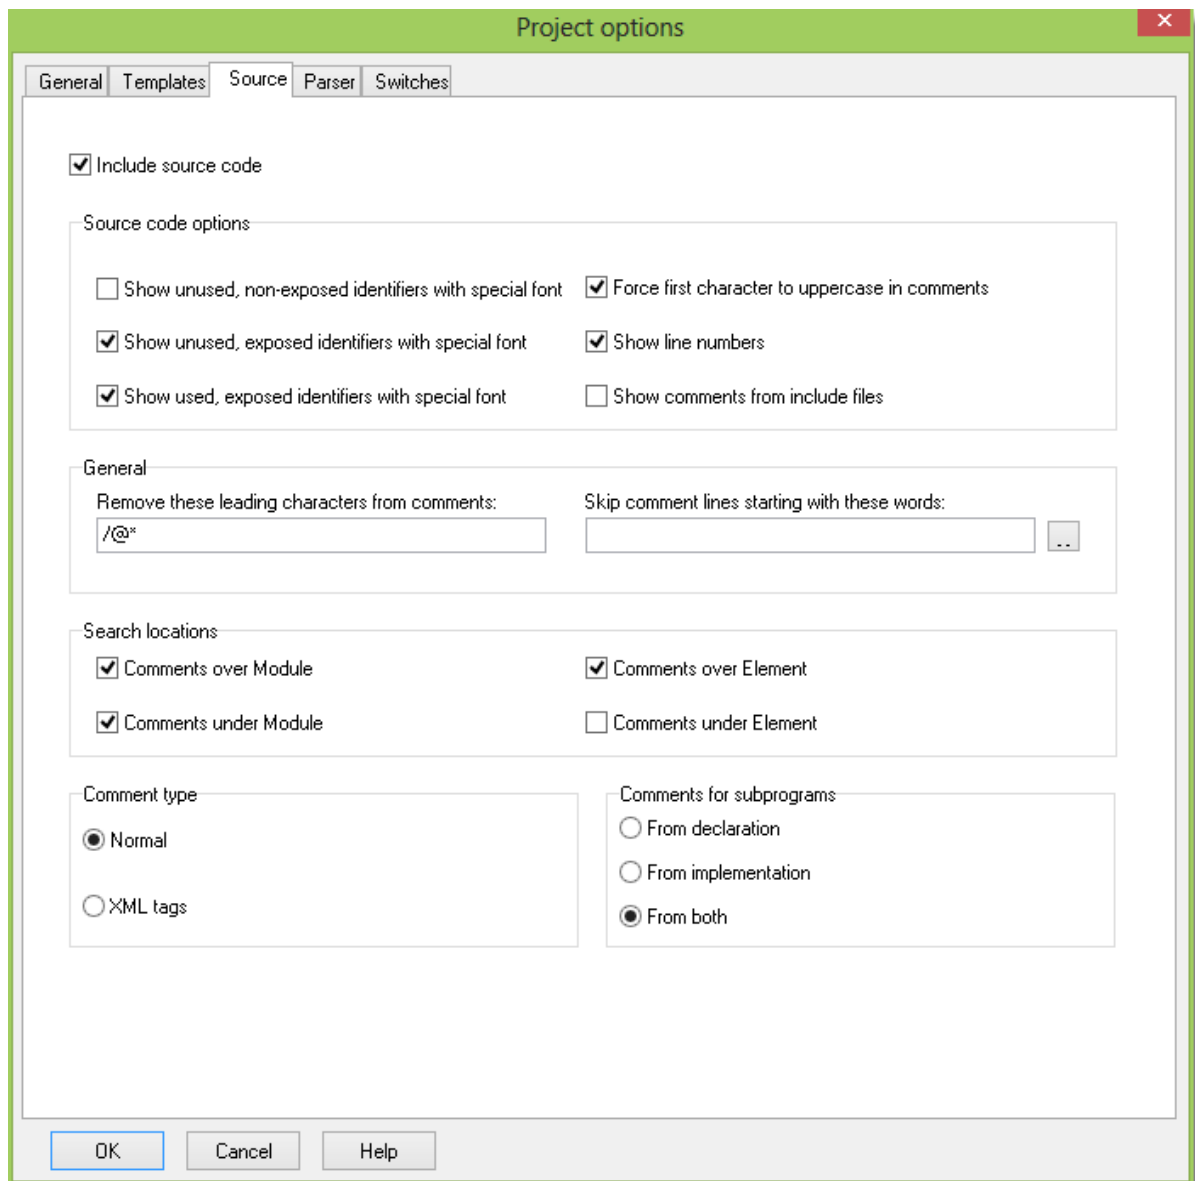 Project options
General Templates Source Parser Switches
Include source code
Source code options
Show unused, non-exposed identifiers with special font
Force first character to uppercase in comments
Show unused, exposed identifiers with special font
Show line numbers
Show used, exposed identifiers with special font
Show comments from include files
General
Remove these leading characters from comments:
Skip comment lines starting with these words:
/@*
..
Search locations
Comments over Module
Comments over Element
Comments under Module
Comments under Element
Comment type
Normal
XML tags
Comments for subprograms
From declaration
From implementation
From both
OK Cancel Help